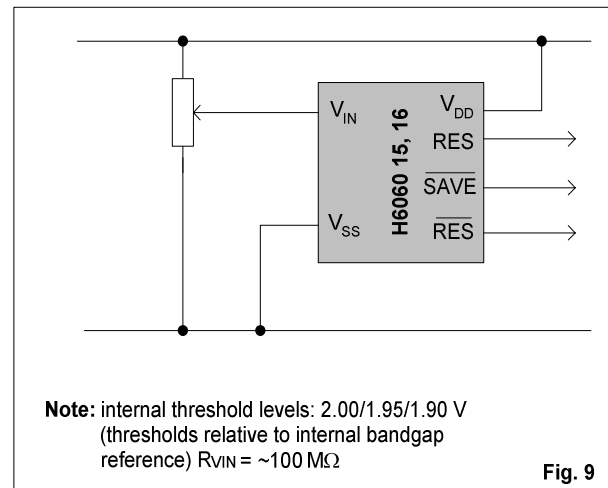 V_IN
V_DD
RES
SAVE
RES
V_SS
H6060 15, 16
Note: internal threshold levels: 2.00/1.95/1.90 V
(thresholds relative to internal bandgap
reference) RVIN = ~100 MΩ
Fig. 9